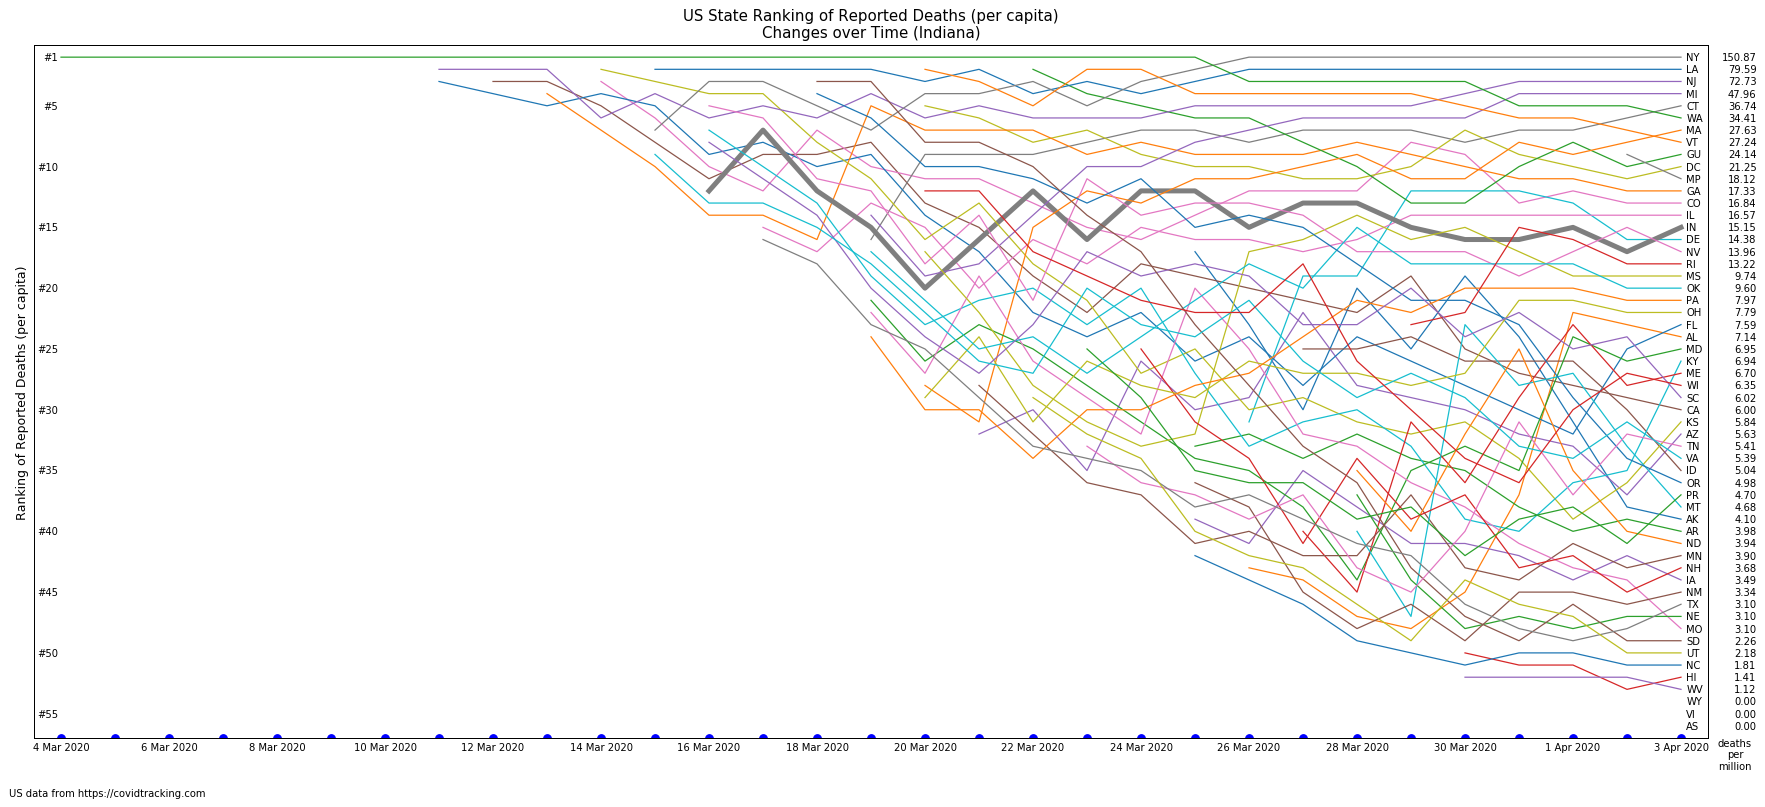 US State Ranking of Reported Deaths (per capita)
Changes over Time (Indiana)
Ranking of Reported Deaths (per capita)
#1
#5
#10
#15
#20
#25
#30
#35
#40
#45
#50
#55
NY 150.87
LA 79.59
NJ 72.73
MI 47.96
CT 36.74
WA 34.41
MA 27.63
VT 27.24
GU 24.14
DC 21.25
MP 18.12
GA 17.33
CO 16.84
IL 16.57
IN 15.15
DE 14.38
NV 13.96
RI 13.22
MS 9.74
OK 9.60
PA 7.97
OH 7.79
FL 7.59
AL 7.14
MD 6.95
KY 6.94
ME 6.70
WI 6.35
SC 6.02
CA 6.00
KS 5.84
AZ 5.63
TN 5.41
VA 5.39
ID 5.04
OR 4.98
PR 4.70
MT 4.68
AK 4.10
AR 3.98
ND 3.94
MN 3.90
NH 3.68
IA 3.49
NM 3.34
TX 3.10
NE 3.10
MO 3.10
SD 2.26
UT 2.18
NC 1.81
HI 1.41
WV 1.12
WY 0.00
VI 0.00
AS 0.00
4 Mar 2020 6 Mar 2020 8 Mar 2020 10 Mar 2020 12 Mar 2020 14 Mar 2020 16 Mar 2020 18 Mar 2020 20 Mar 2020 22 Mar 2020 24 Mar 2020 26 Mar 2020 28 Mar 2020 30 Mar 2020 1 Apr 2020 3 Apr 2020
deaths
per
million
US data from https://covidtracking.com